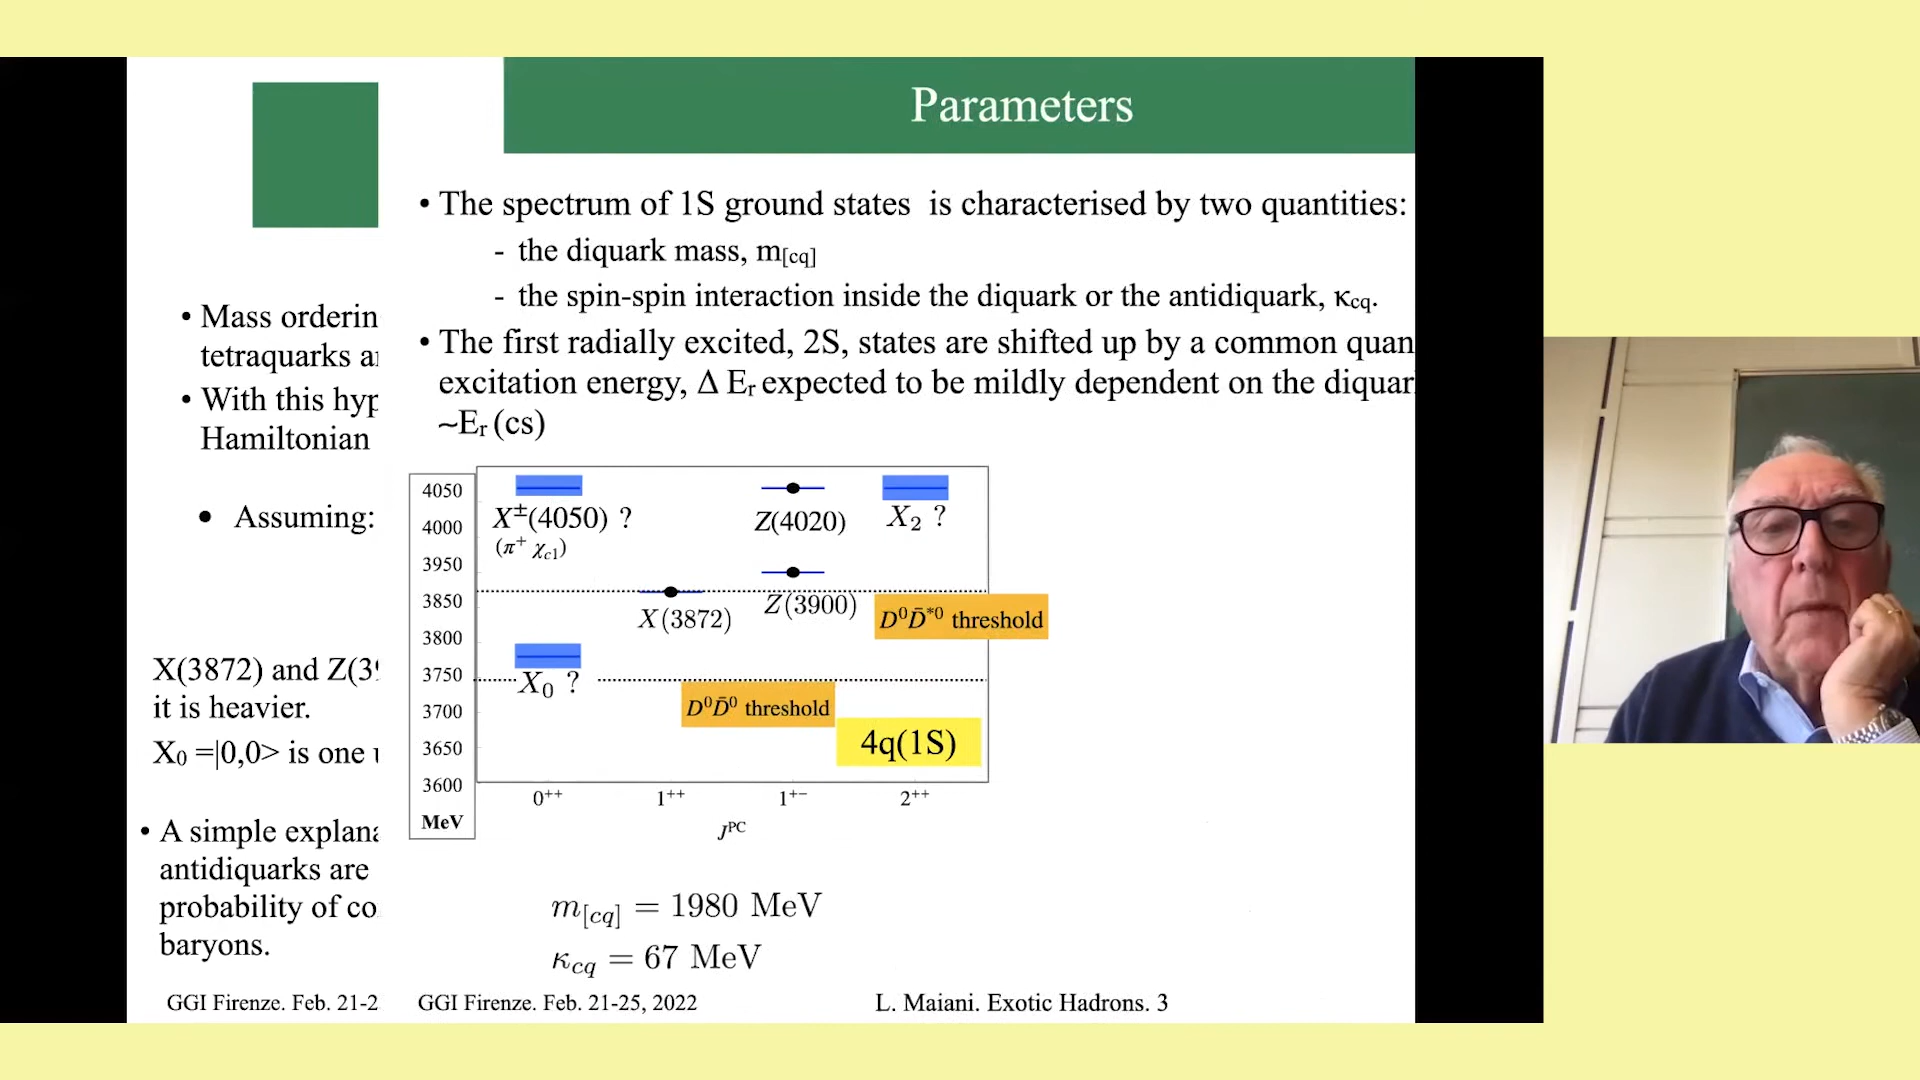 Parameters
• The spectrum of 1S ground states is characterised by two quantities:
- the diquark mass, m[cq]
- the spin-spin interaction inside the diquark or the antidiquark, κcq.
• The first radially excited, 2S, states are shifted up by a common quan
excitation energy, Δ Er expected to be mildly dependent on the diquar
~Er (cs)
• Mass orderin
tetraquarks a
• With this hyp
Hamiltonian
• Assuming:
X(3872) and Z(39
it is heavier.
X0 =|0,0> is one
• A simple explana
antidiquarks are
probability of co
baryons.
4050
4000
3950
3850
3800
3750
3700
3650
3600
MeV
X±(4050) ?
(π+ χc1)
Z(4020)
X2 ?
X(3872)
Z(3900)
D0D̄*0 threshold
X0 ?
D0D̄0 threshold
4q(1S)
0++
1++
1+−
2++
JPC
m[cq] = 1980 MeV
κcq = 67 MeV
GGI Firenze. Feb. 21-2
GGI Firenze. Feb. 21-25, 2022
L. Maiani. Exotic Hadrons. 3